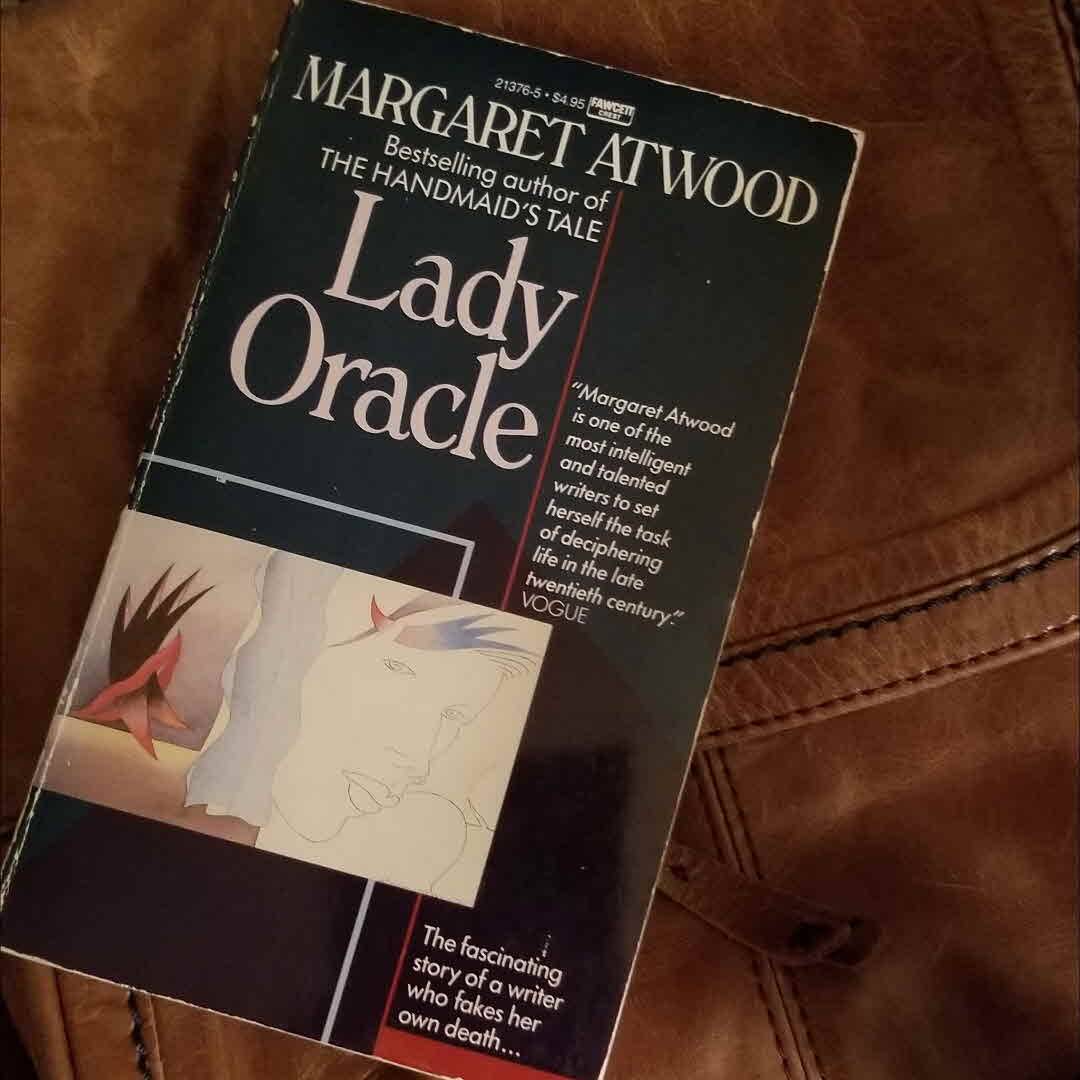 21376-5 • $4.95 FAWCETT CREST
MARGARET ATWOOD
Bestselling author of
THE HANDMAID'S TALE
Lady
Oracle
"Margaret Atwood
is one of the
most intelligent
and talented
writers to set
herself the task
of deciphering
life in the late
twentieth century."
VOGUE
The fascinating
story of a writer
who fakes her
own death...